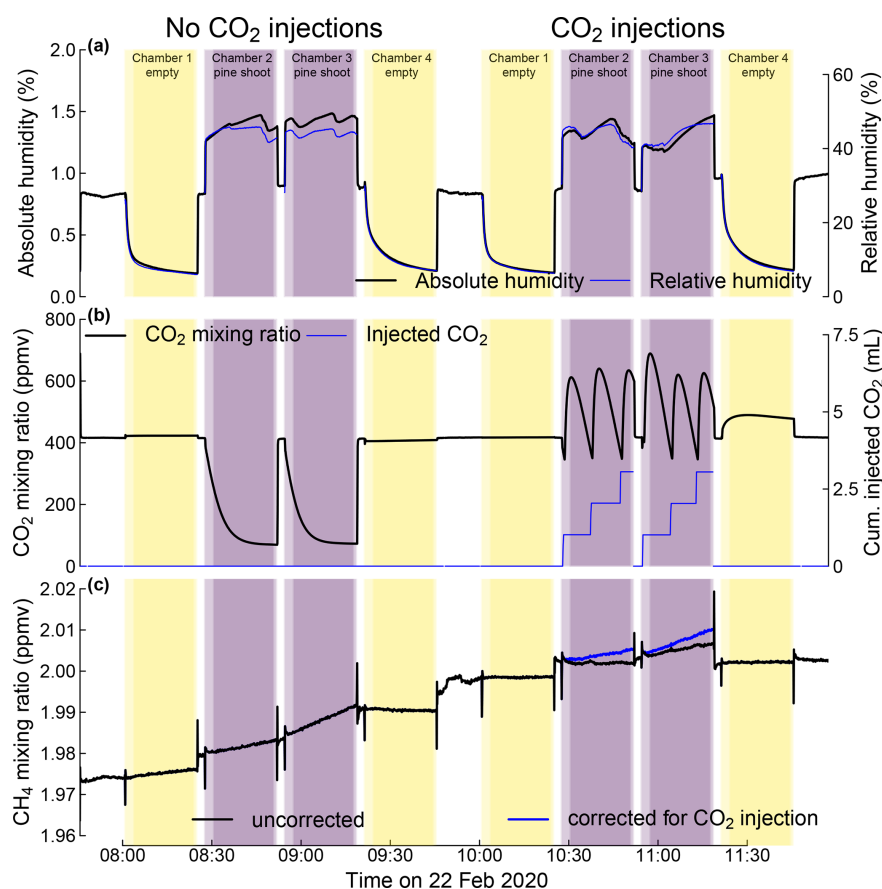 No CO₂ injections CO₂ injections
(a)
Chamber 1 empty
Chamber 2 pine shoot
Chamber 3 pine shoot
Chamber 4 empty
Chamber 1 empty
Chamber 2 pine shoot
Chamber 3 pine shoot
Chamber 4 empty
Absolute humidity (%)
2.0
1.5
1.0
0.5
0.0
Relative humidity (%)
60
40
20
0
Absolute humidity Relative humidity
(b)
CO₂ mixing ratio Injected CO₂
CO₂ mixing ratio (ppmv)
800
600
400
200
0
Cum. injected CO₂ (mL)
7.5
5
2.5
0
(c)
CH₄ mixing ratio (ppmv)
2.02
2.01
2.00
1.99
1.98
1.97
1.96
uncorrected corrected for CO₂ injection
08:00 08:30 09:00 09:30 10:00 10:30 11:00 11:30
Time on 22 Feb 2020